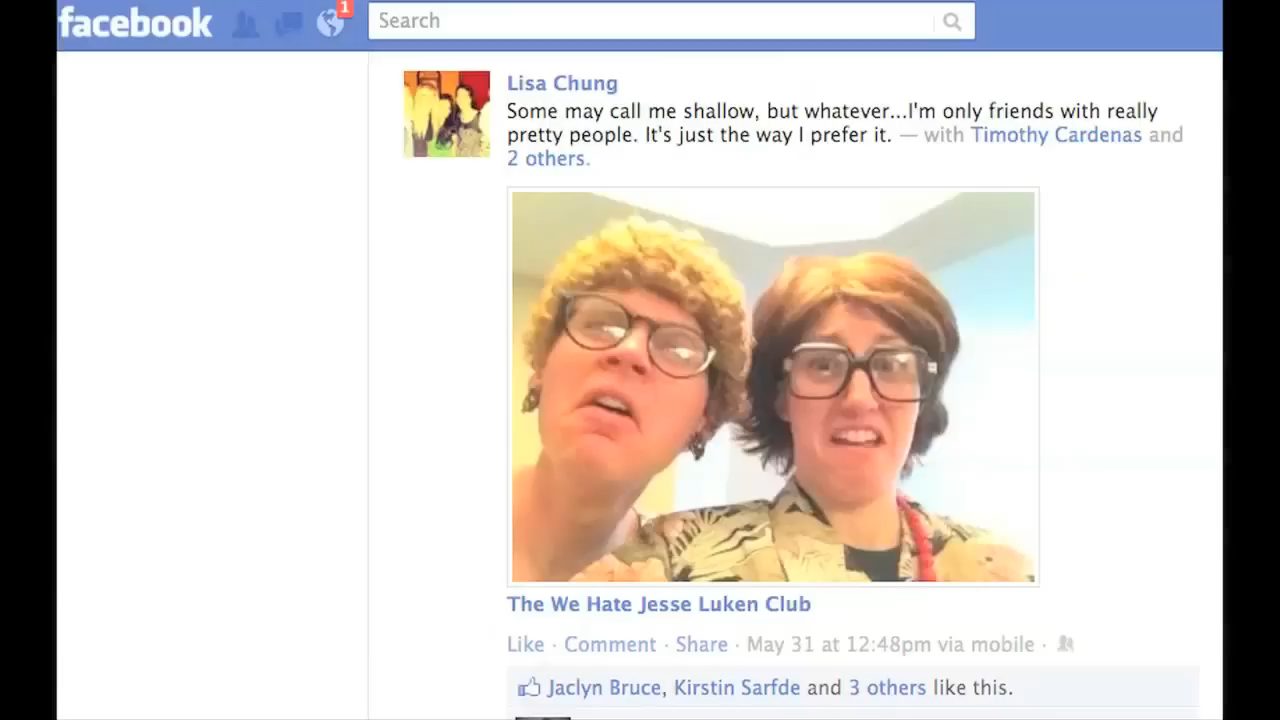 facebook
1
Search
Lisa Chung
Some may call me shallow, but whatever...I'm only friends with really
pretty people. It's just the way I prefer it. — with Timothy Cardenas and
2 others.
The We Hate Jesse Luken Club
Like · Comment · Share · May 31 at 12:48pm via mobile ·
Jaclyn Bruce, Kirstin Sarfde and 3 others like this.